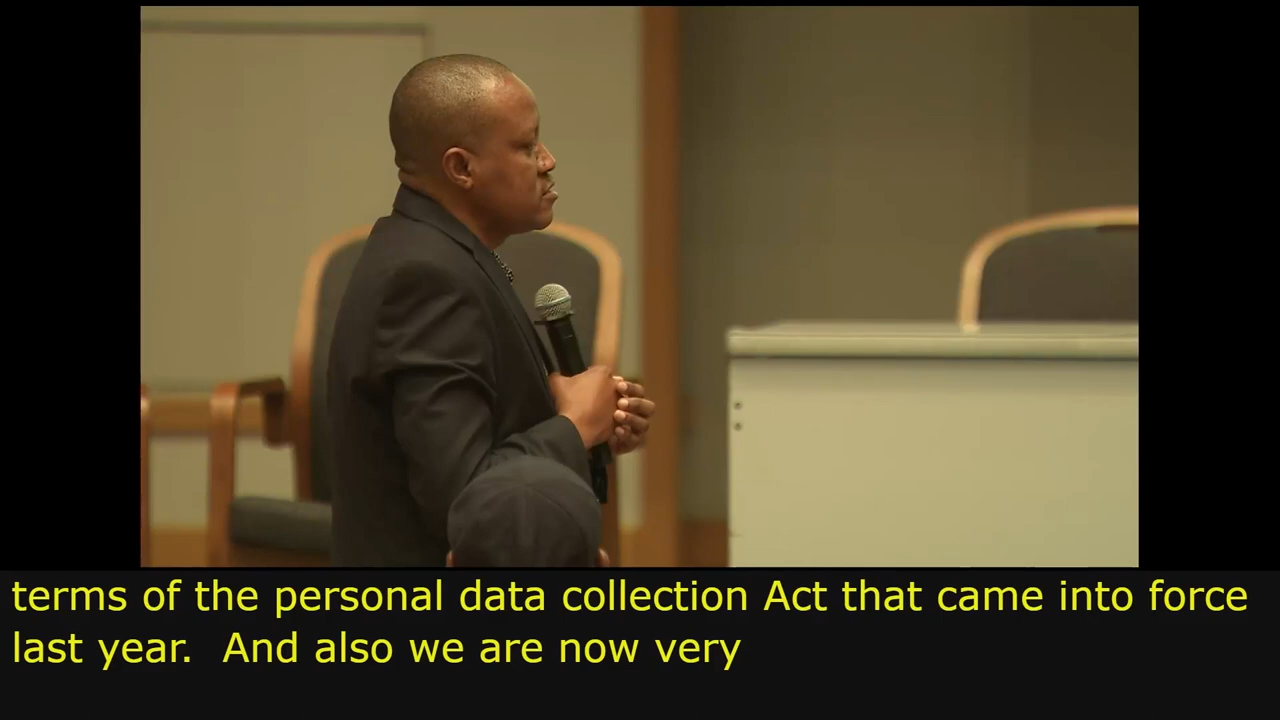 terms of the personal data collection Act that came into force
last year.  And also we are now very